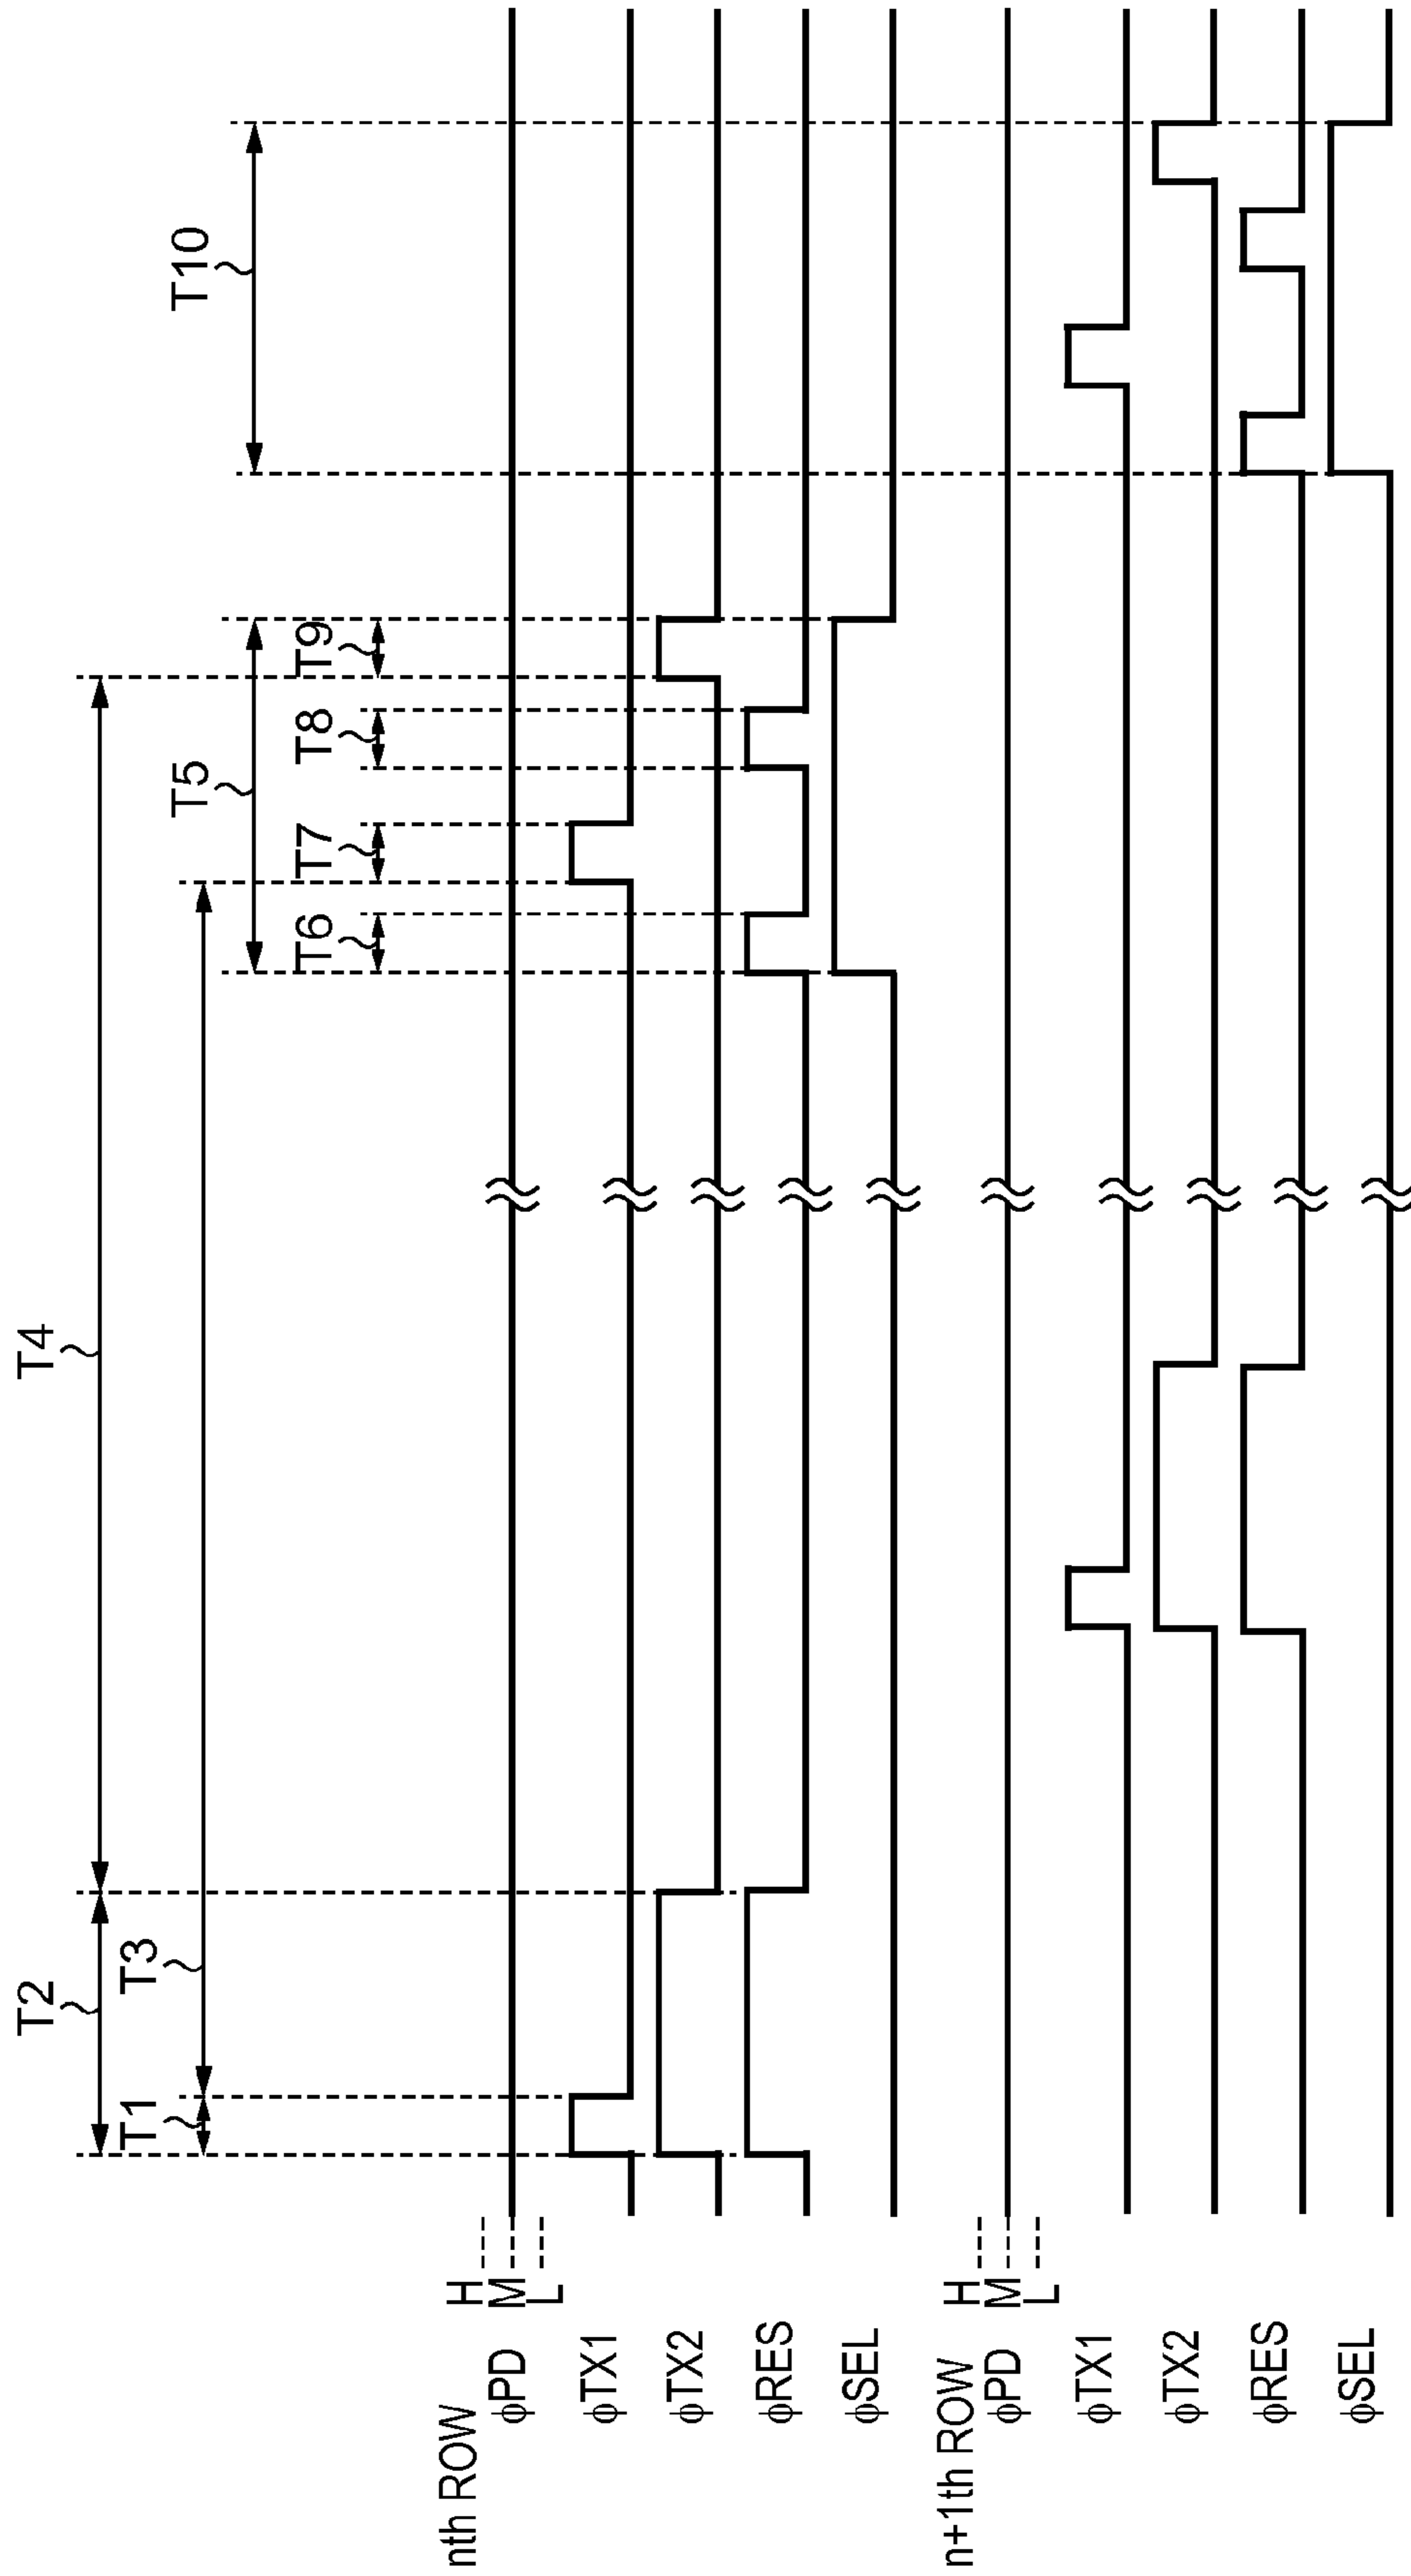 T2
T4
T1
T3
T5
T10
T6
T7
T8
T9
nth ROW
H
φPD M
L
φTX1
φTX2
φRES
φSEL
n+1th ROW
H
φPD M
L
φTX1
φTX2
φRES
φSEL